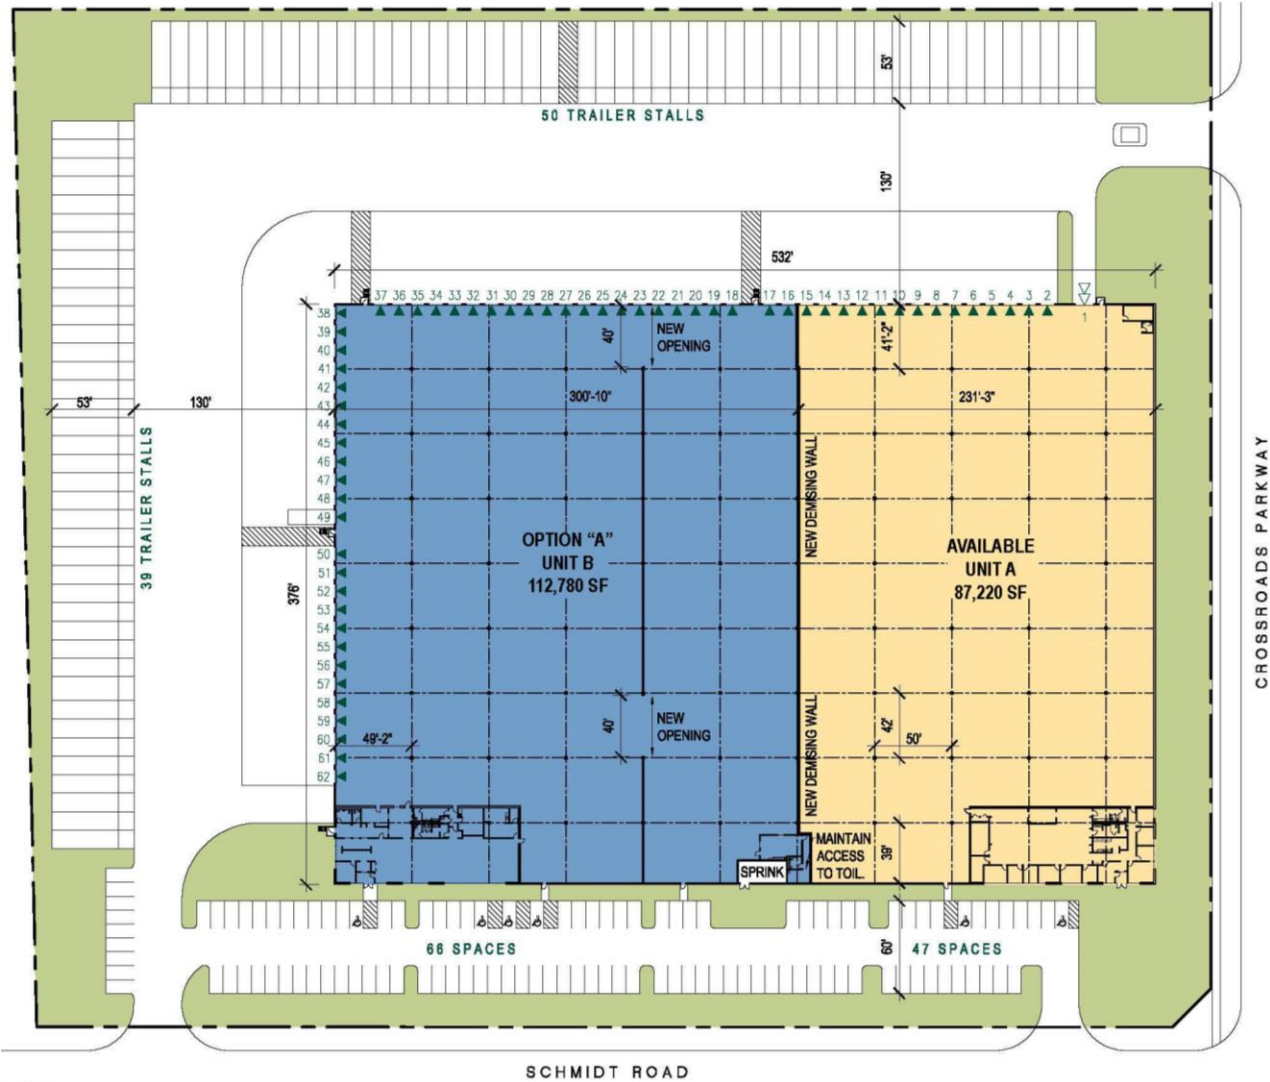 53'
50 TRAILER STALLS
130'
532'
37 36 35 34 33 32 31 30 29 28 27 26 25 24 23 22 21 20 19 18 17 16 15 14 13 12 11 10 9 8 7 6 5 4 3 2
1
38
39
40
41
42
43
44
45
46
47
48
49
50
51
52
53
54
55
56
57
58
59
60
61
62
40'
NEW
OPENING
41'-2"
53'
130'
300'-10"
231'-3"
39 TRAILER STALLS
NEW DEMISING WALL
CROSSROADS PARKWAY
OPTION “A”
UNIT B
112,780 SF
AVAILABLE
UNIT A
87,220 SF
376'
40'
NEW
OPENING
NEW DEMISING WALL
42'
49'-2"
50'
MAINTAIN
ACCESS
TO TOIL.
39'
SPRINK
66 SPACES
60'
47 SPACES
SCHMIDT ROAD